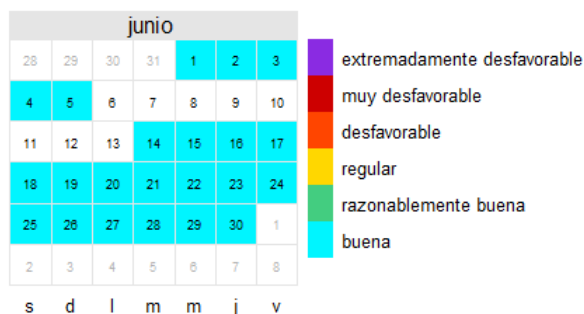 junio
28 29 30 31 1 2 3
4 5 6 7 8 9 10
11 12 13 14 15 16 17
18 19 20 21 22 23 24
25 26 27 28 29 30 1
2 3 4 5 6 7 8
s d l m m j v
extremadamente desfavorable
muy desfavorable
desfavorable
regular
razonablemente buena
buena